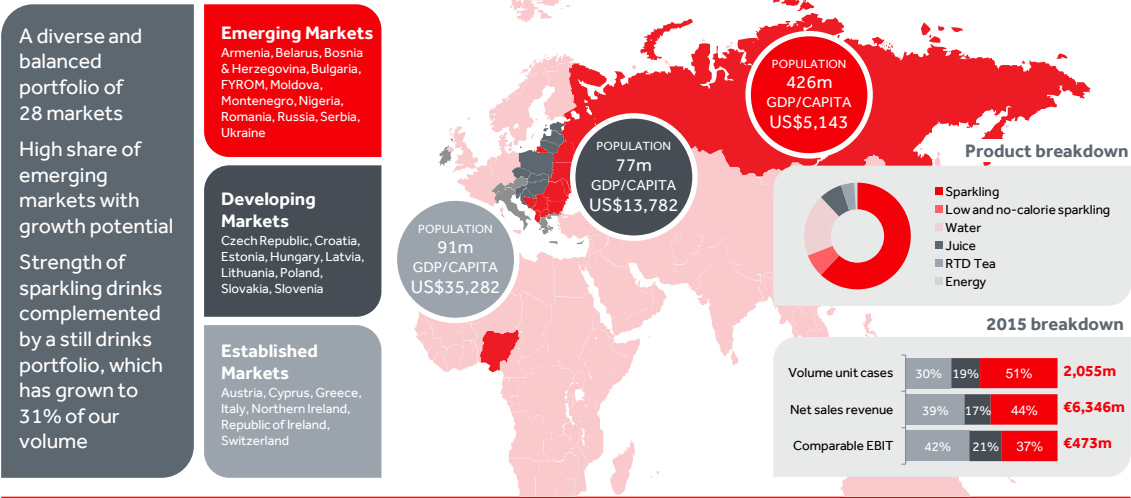 A diverse and
balanced
portfolio of
28 markets
High share of
emerging
markets with
growth potential
Strength of
sparkling drinks
complemented
by a still drinks
portfolio, which
has grown to
31% of our
volume
Emerging Markets
Armenia, Belarus, Bosnia
& Herzegovina, Bulgaria,
FYROM, Moldova,
Montenegro, Nigeria,
Romania, Russia, Serbia,
Ukraine
Developing
Markets
Czech Republic, Croatia,
Estonia, Hungary, Latvia,
Lithuania, Poland,
Slovakia, Slovenia
Established
Markets
Austria, Cyprus, Greece,
Italy, Northern Ireland,
Republic of Ireland,
Switzerland
POPULATION
426m
GDP/CAPITA
US$5,143
POPULATION
77m
GDP/CAPITA
US$13,782
POPULATION
91m
GDP/CAPITA
US$35,282
Product breakdown
Sparkling
Low and no-calorie sparkling
Water
Juice
RTD Tea
Energy
2015 breakdown
Volume unit cases 30% 19% 51% 2,055m
Net sales revenue 39% 17% 44% €6,346m
Comparable EBIT 42% 21% 37% €473m